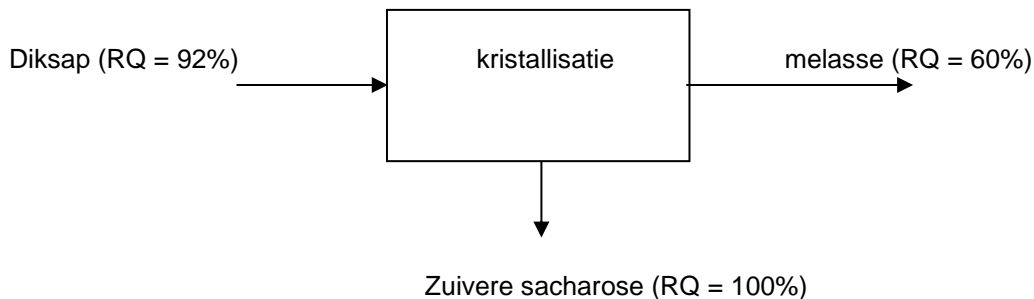 Diksap (RQ = 92%)
kristallisatie
melasse (RQ = 60%)
Zuivere sacharose (RQ = 100%)